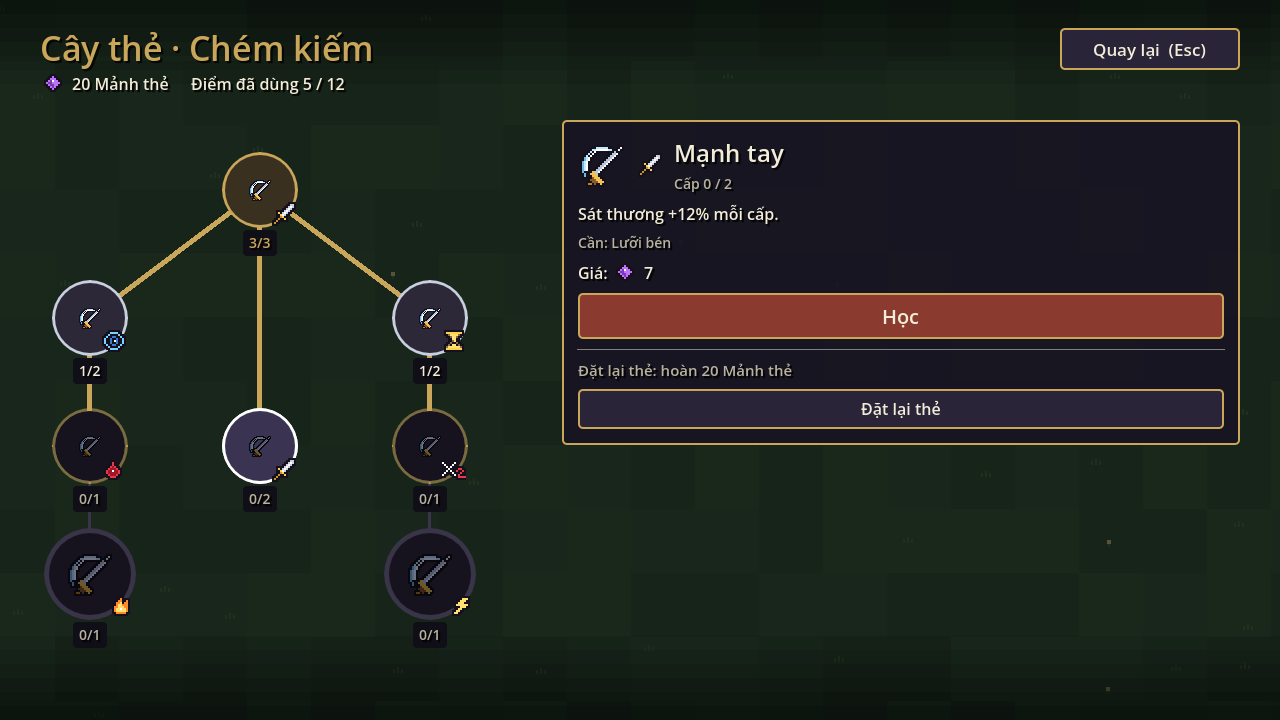 Cây thẻ · Chém kiếm
20 Mảnh thẻ Điểm đã dùng 5 / 12
Quay lại (Esc)
3/3
1/2
1/2
0/1
0/2
0/1
2
0/1
0/1
Mạnh tay
Cấp 0 / 2
Sát thương +12% mỗi cấp.
Cần: Lưỡi bén
Giá: 7
Học
Đặt lại thẻ: hoàn 20 Mảnh thẻ
Đặt lại thẻ